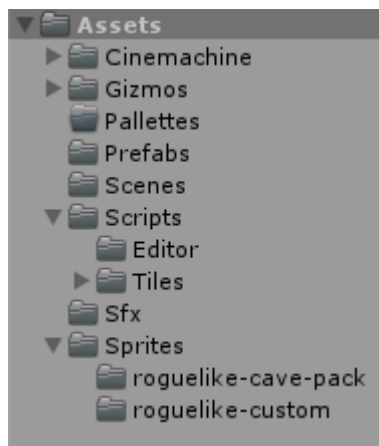 Assets
Cinemachine
Gizmos
Pallettes
Prefabs
Scenes
Scripts
Editor
Tiles
Sfx
Sprites
roguelike-cave-pack
roguelike-custom